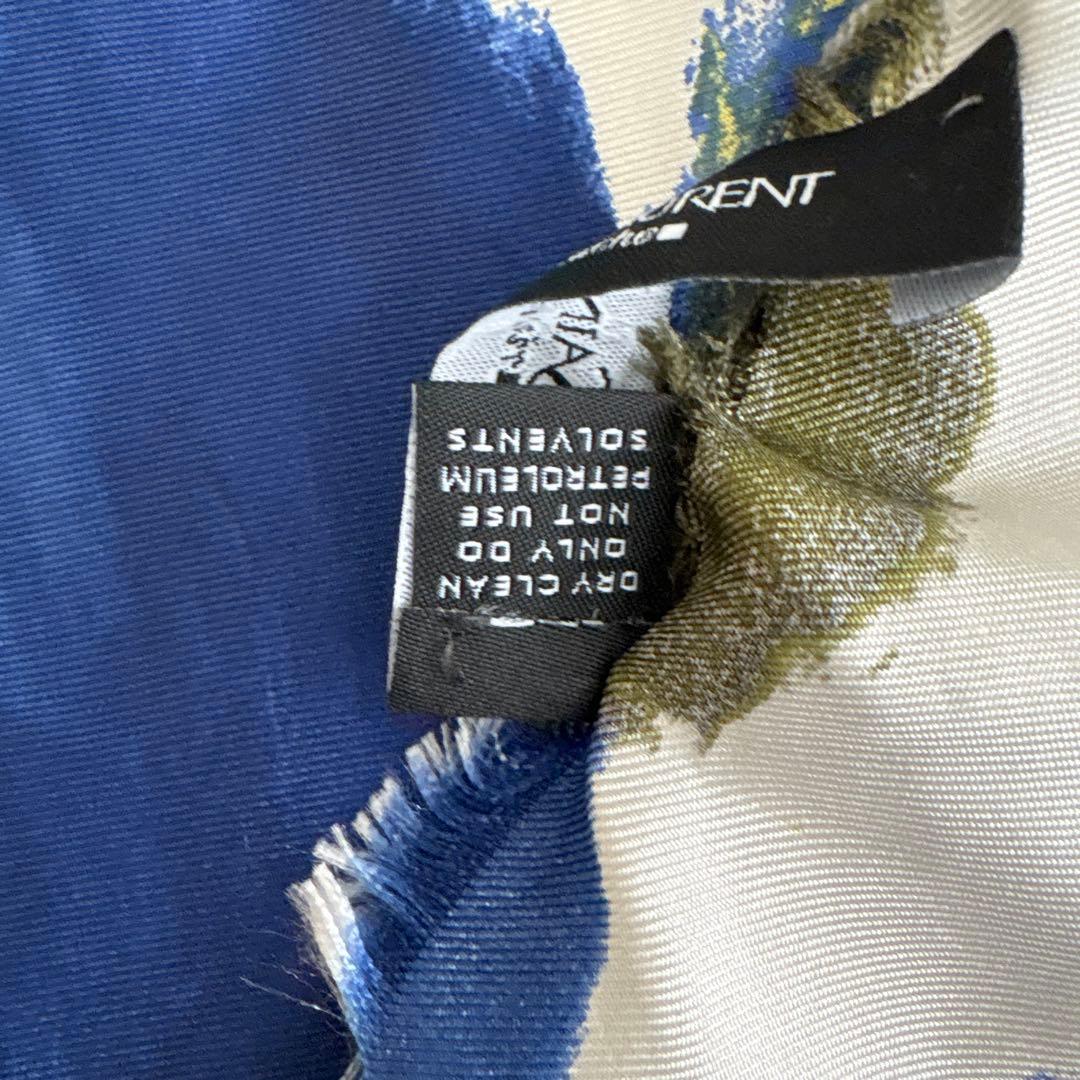 URENT
DRY CLEAN
ONLY DO
NOT USE
PETROLEUM
SOLVENTS